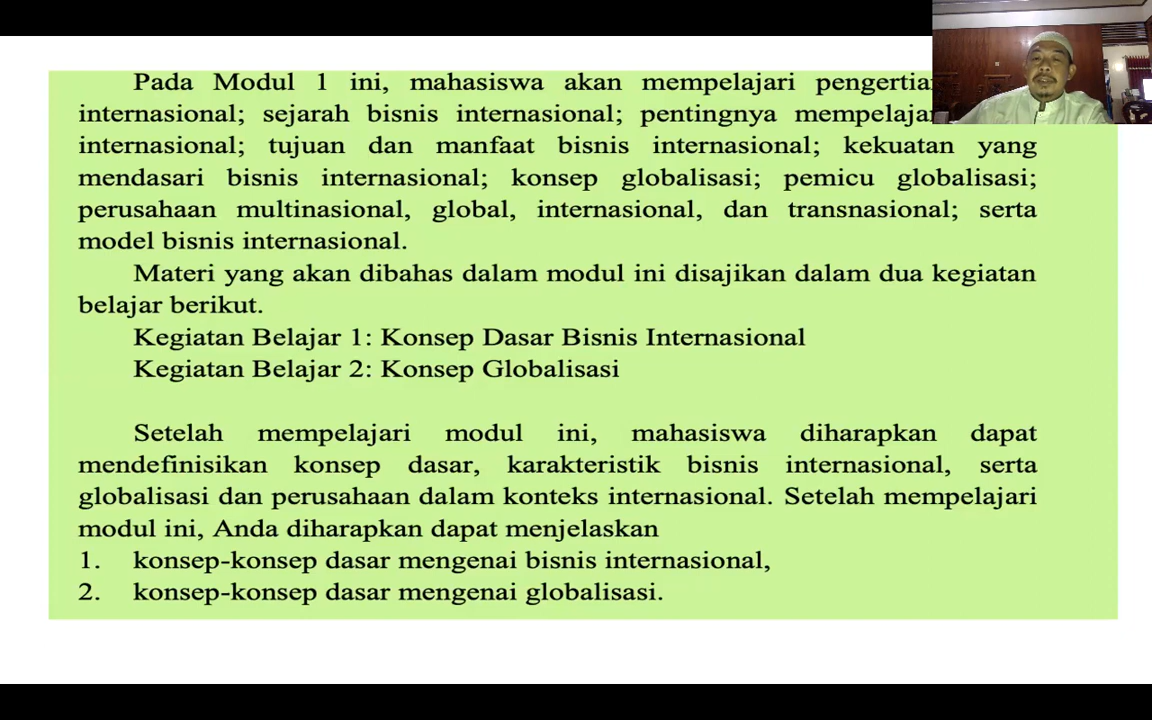 Pada Modul 1 ini, mahasiswa akan mempelajari
internasional; sejarah bisnis internasional; pentingnya
internasional; tujuan dan manfaat bisnis internasional; kekuatan yang
mendasari bisnis internasional; konsep globalisasi; pemicu globalisasi;
perusahaan multinasional, global, internasional, dan transnasional; serta
model bisnis internasional.
Materi yang akan dibahas dalam modul ini disajikan dalam dua kegiatan
belajar berikut.
Kegiatan Belajar 1: Konsep Dasar Bisnis Internasional
Kegiatan Belajar 2: Konsep Globalisasi
Setelah mempelajari modul ini, mahasiswa diharapkan dapat
mendefinisikan konsep dasar, karakteristik bisnis internasional, serta
globalisasi dan perusahaan dalam konteks internasional. Setelah mempelajari
modul ini, Anda diharapkan dapat menjelaskan
1. konsep-konsep dasar mengenai bisnis internasional,
2. konsep-konsep dasar mengenai globalisasi.